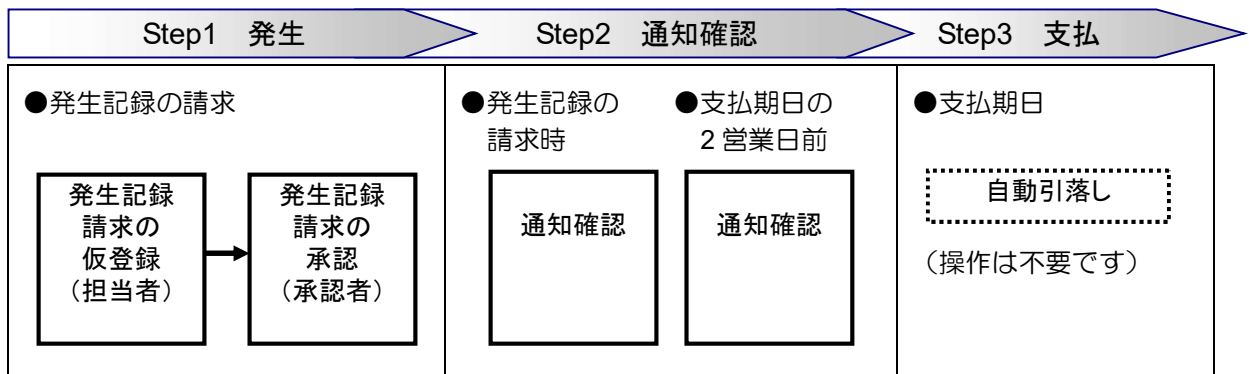 Step1 発生
Step2 通知確認
Step3 支払
●発生記録の請求
発生記録
請求の
仮登録
（担当者）
発生記録
請求の
承認
（承認者）
●発生記録の
請求時
通知確認
●支払期日の
2 営業日前
通知確認
●支払期日
自動引落し
（操作は不要です）